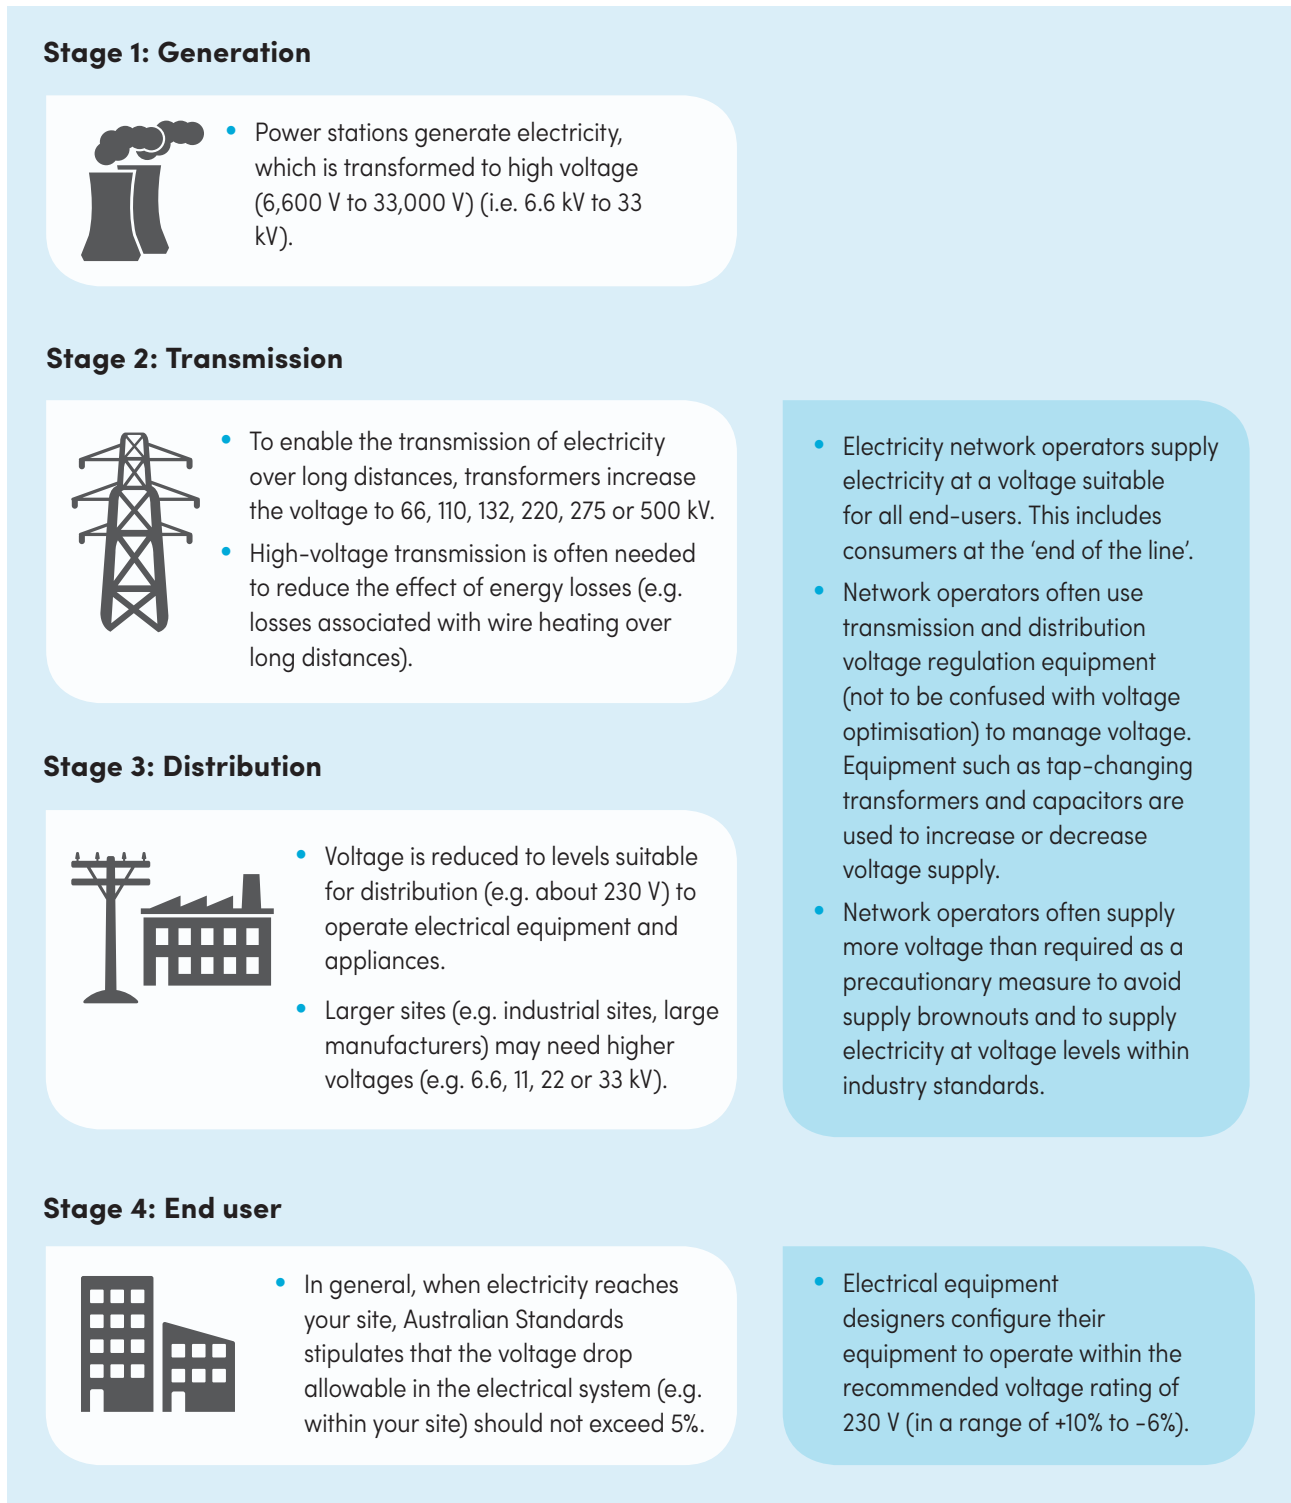 Stage 1: Generation
• Power stations generate electricity,
which is transformed to high voltage
(6,600 V to 33,000 V) (i.e. 6.6 kV to 33
kV).
Stage 2: Transmission
• To enable the transmission of electricity
over long distances, transformers increase
the voltage to 66, 110, 132, 220, 275 or 500 kV.
• High-voltage transmission is often needed
to reduce the effect of energy losses (e.g.
losses associated with wire heating over
long distances).
Stage 3: Distribution
• Voltage is reduced to levels suitable
for distribution (e.g. about 230 V) to
operate electrical equipment and
appliances.
• Larger sites (e.g. industrial sites, large
manufacturers) may need higher
voltages (e.g. 6.6, 11, 22 or 33 kV).
• Electricity network operators supply
electricity at a voltage suitable
for all end-users. This includes
consumers at the ‘end of the line’.
• Network operators often use
transmission and distribution
voltage regulation equipment
(not to be confused with voltage
optimisation) to manage voltage.
Equipment such as tap-changing
transformers and capacitors are
used to increase or decrease
voltage supply.
• Network operators often supply
more voltage than required as a
precautionary measure to avoid
supply brownouts and to supply
electricity at voltage levels within
industry standards.
Stage 4: End user
• In general, when electricity reaches
your site, Australian Standards
stipulates that the voltage drop
allowable in the electrical system (e.g.
within your site) should not exceed 5%.
• Electrical equipment
designers configure their
equipment to operate within the
recommended voltage rating of
230 V (in a range of +10% to -6%).